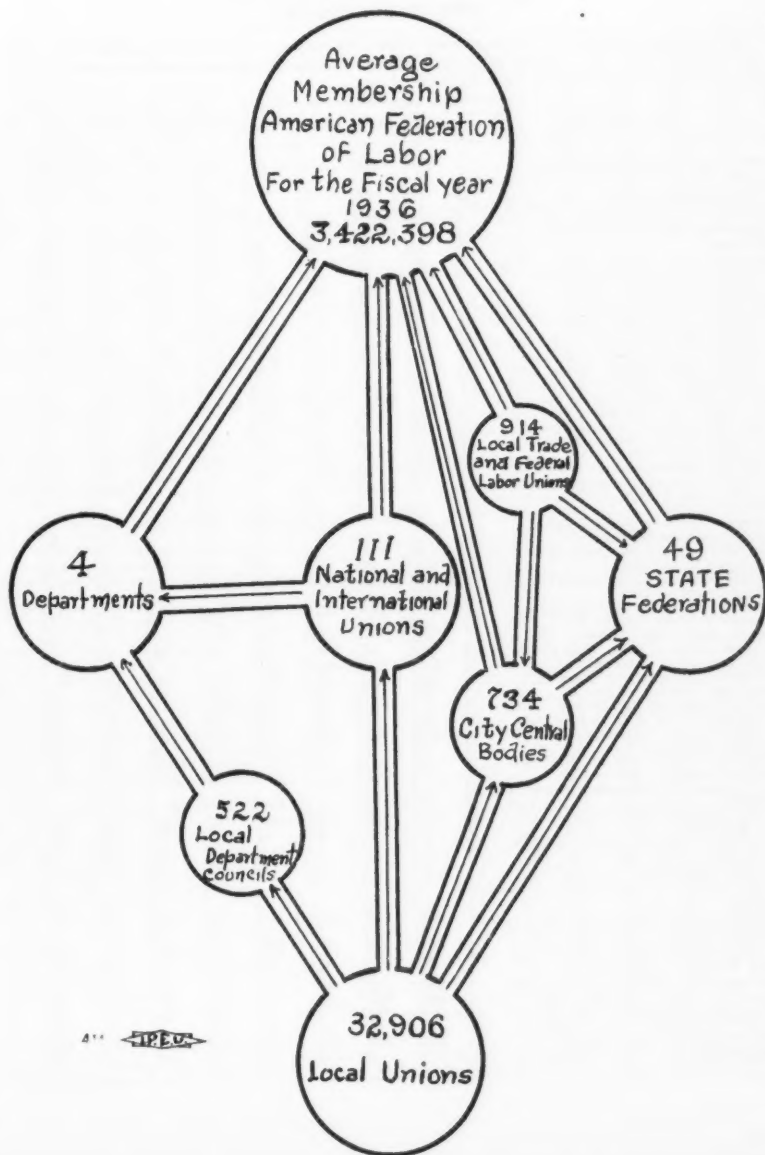 Average
Membership
American Federation
of Labor
For the Fiscal year
1936
3,422,398
914
Local Trade
and Federal
Labor Unions
4
Departments
111
National and
International
Unions
49
STATE
Federations
734
City Central
Bodies
522
Local
Department
Councils
32,906
Local Unions
I.P.E.U.